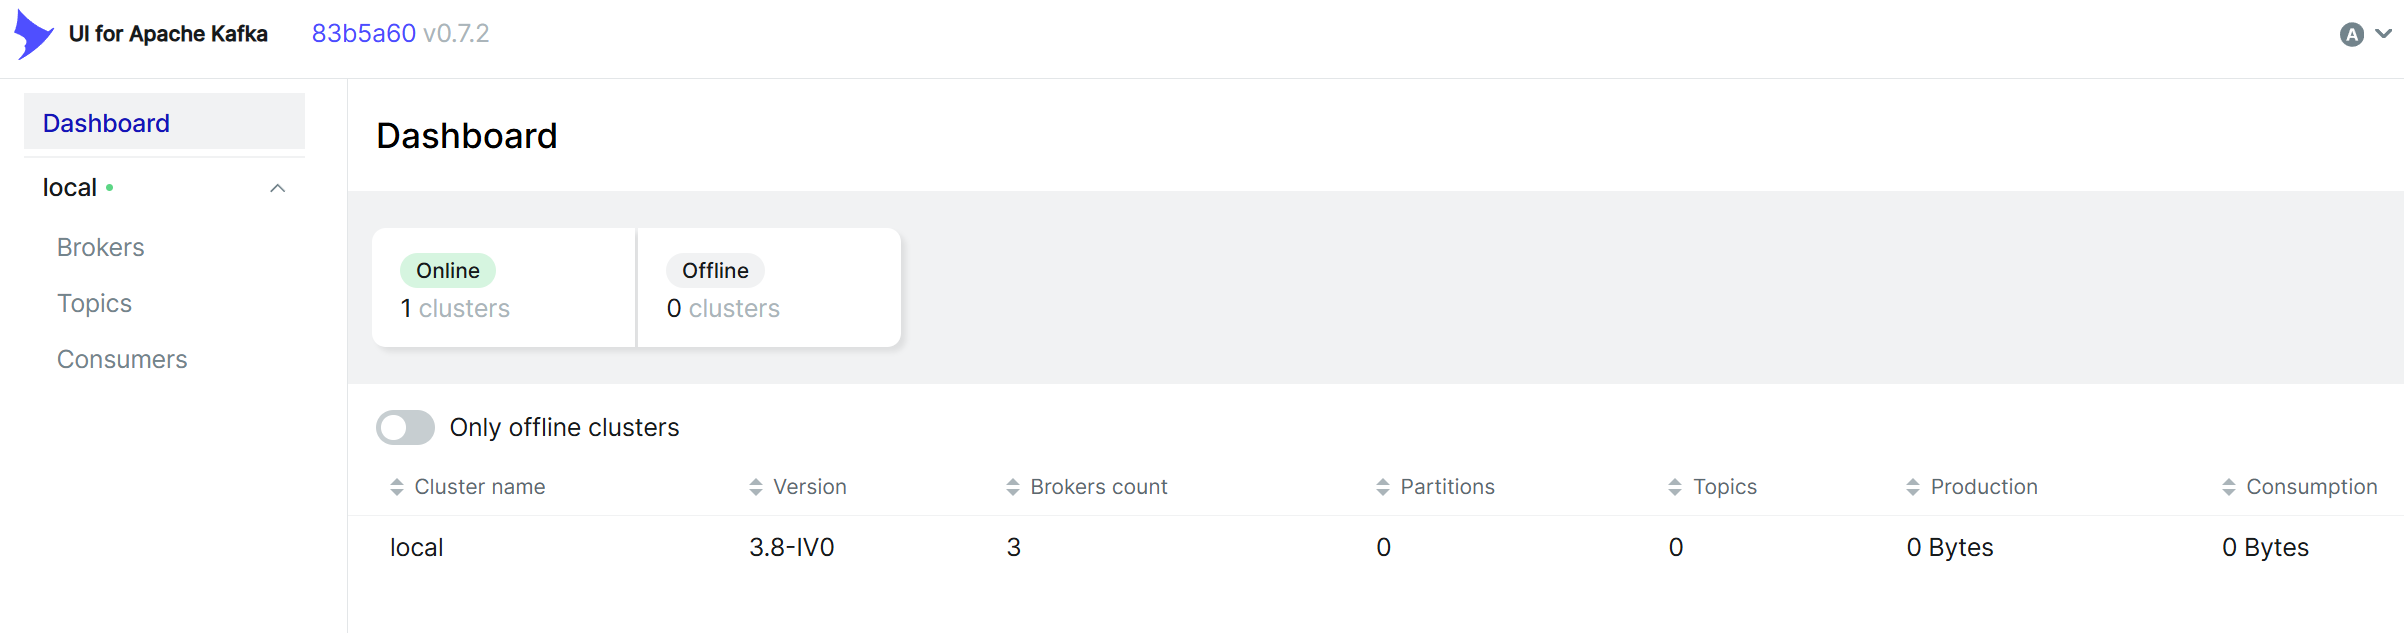 UI for Apache Kafka 83b5a60 v0.7.2 A
Dashboard
local
Brokers
Topics
Consumers
Dashboard
Online Offline
1 clusters 0 clusters
Only offline clusters
Cluster name Version Brokers count Partitions Topics Production Consumption
local 3.8-IV0 3 0 0 0 Bytes 0 Bytes